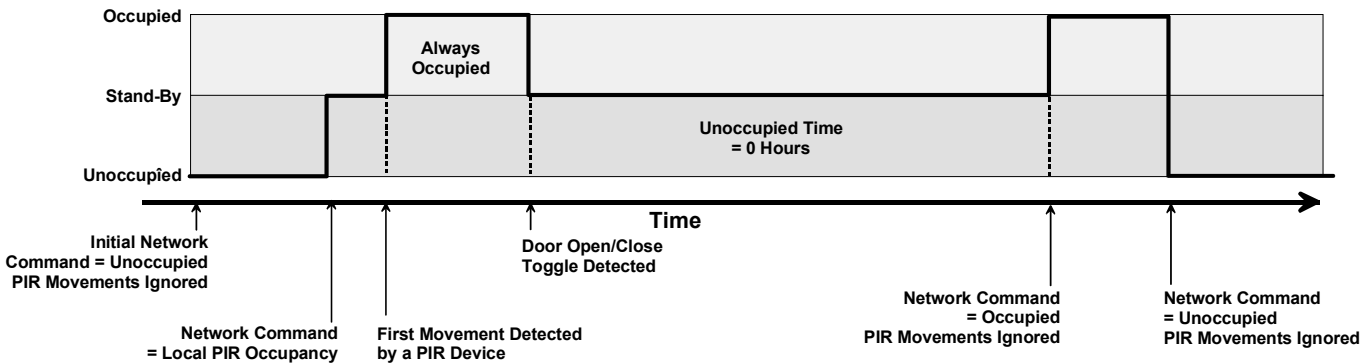 Occupied
Always
Occupied
Stand-By
Unoccupied Time
= 0 Hours
Unoccupied
Time
Initial Network
Command = Unoccupied
PIR Movements Ignored
Network Command
= Local PIR Occupancy
First Movement Detected
by a PIR Device
Door Open/Close
Toggle Detected
Network Command
= Occupied
PIR Movements Ignored
Network Command
= Unoccupied
PIR Movements Ignored